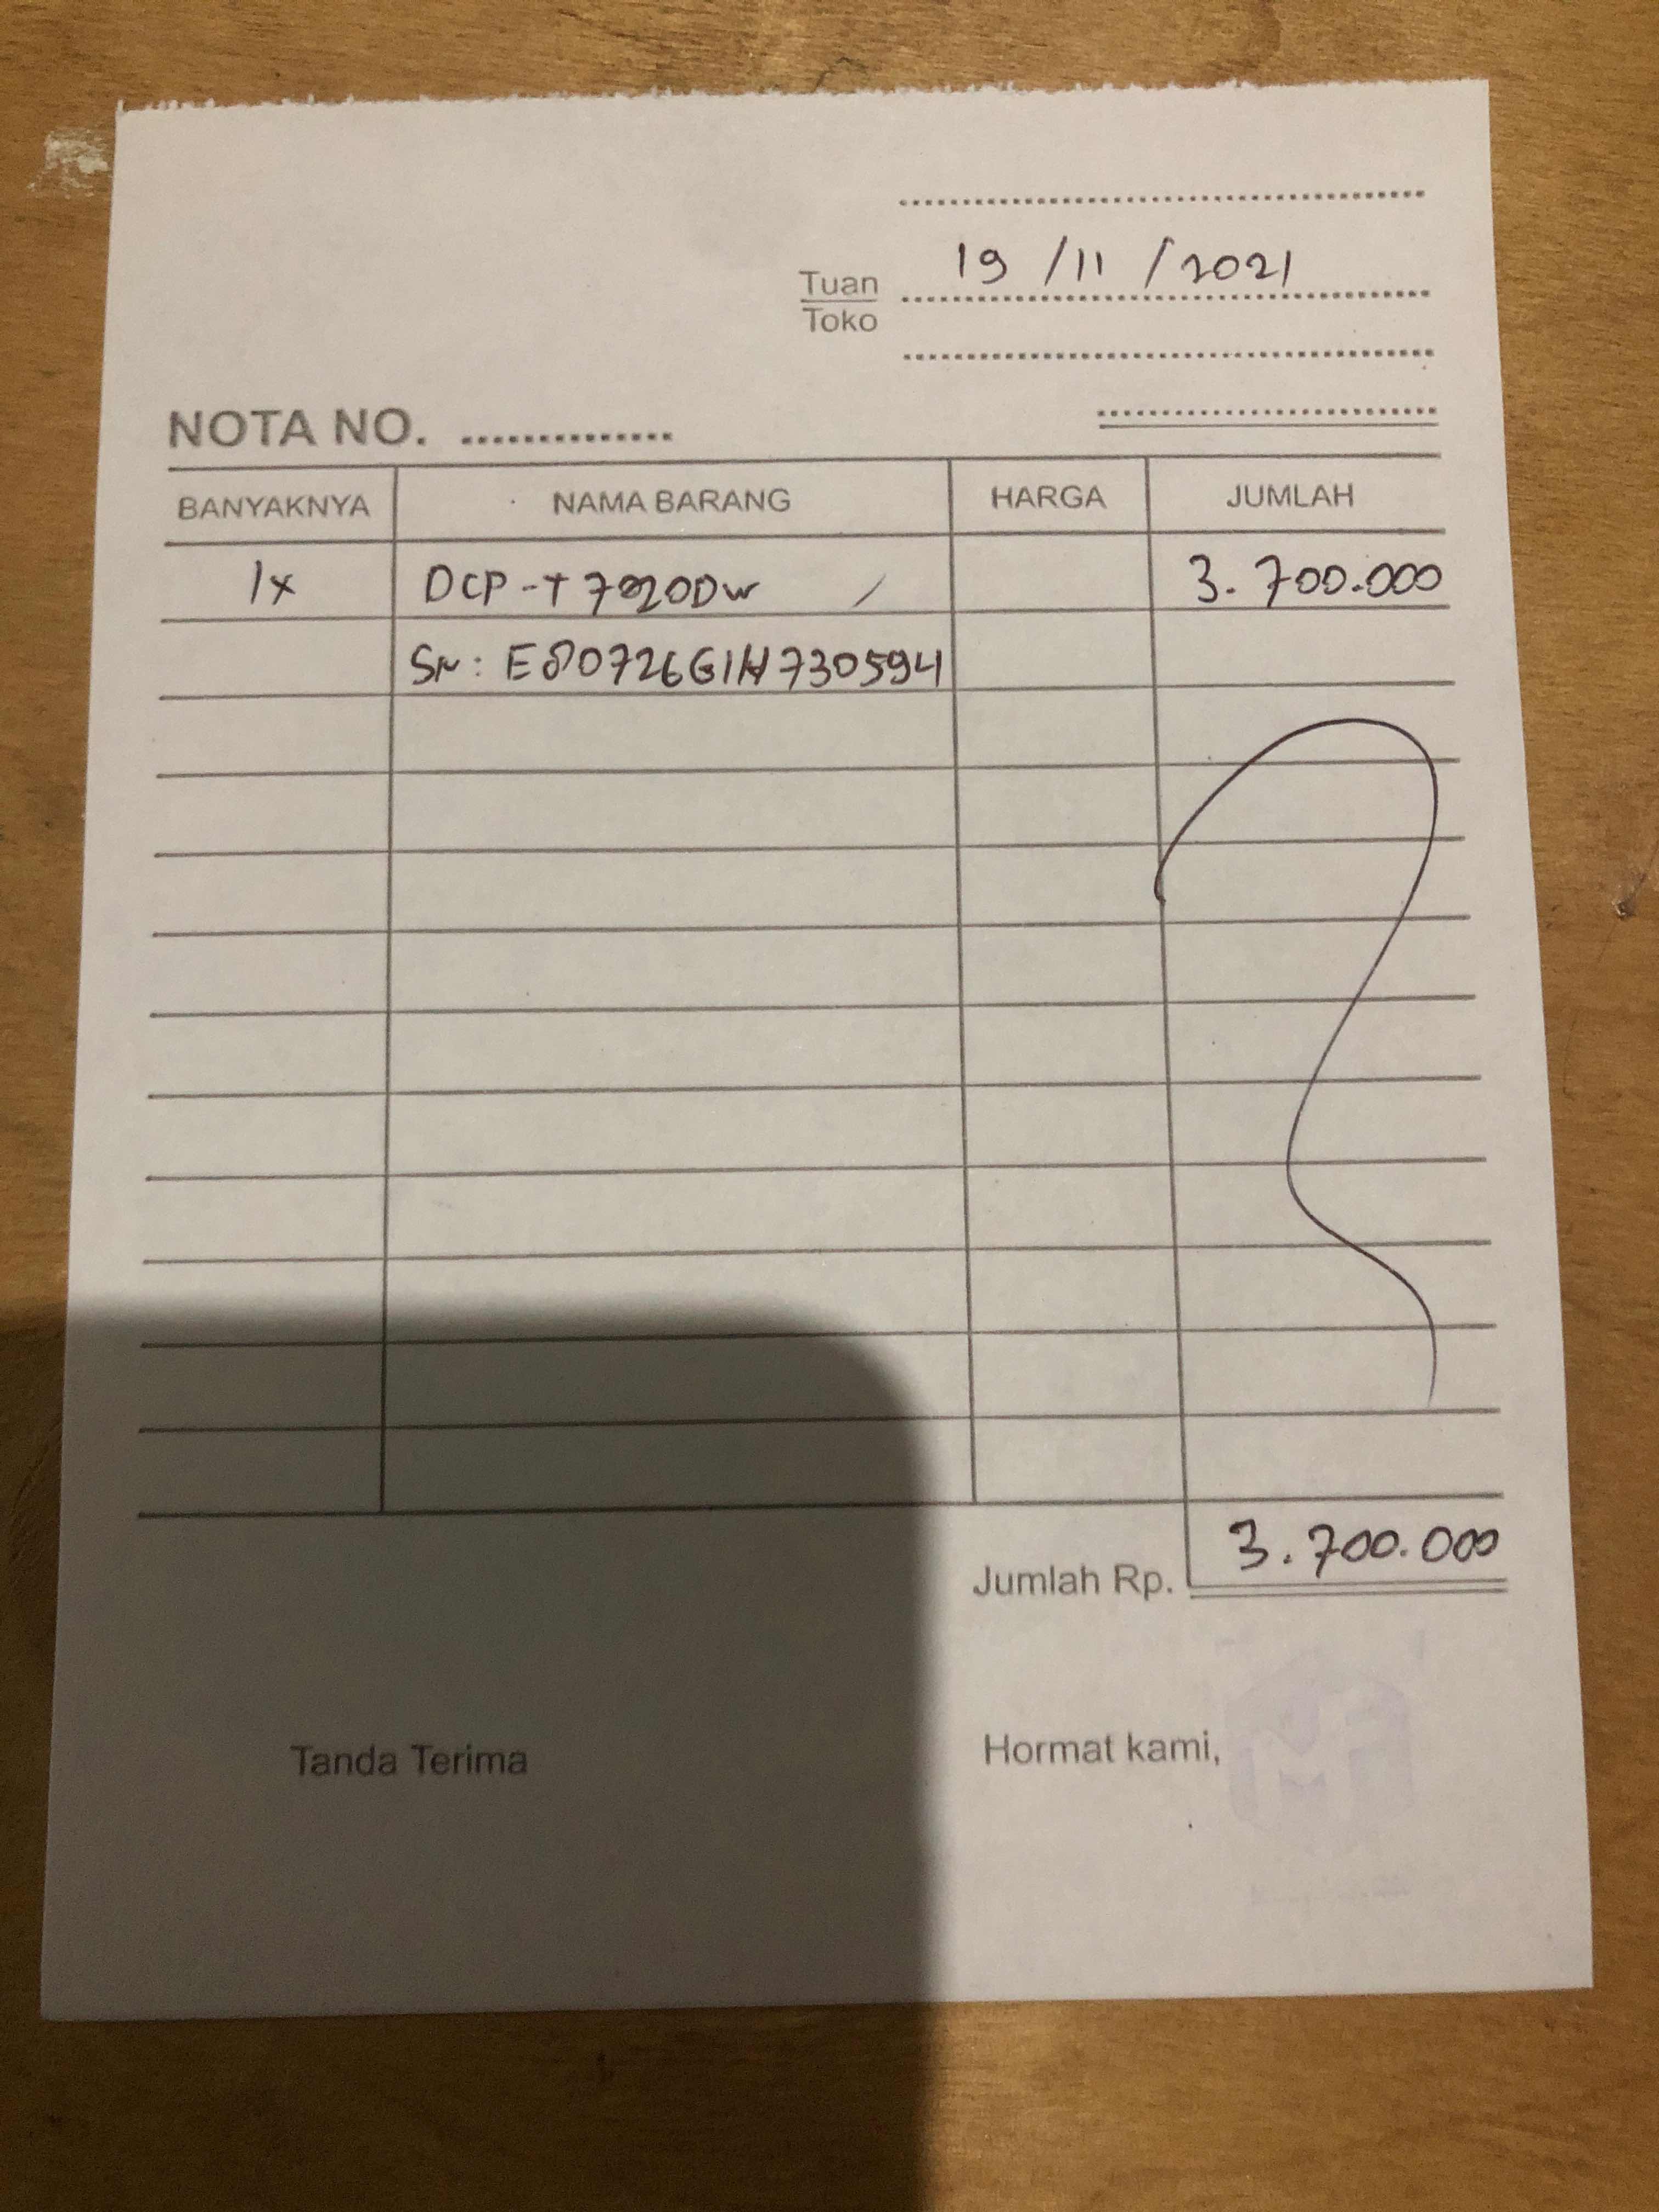 19 /11 /2021
Tuan
Toko
NOTA NO. ..............
BANYAKNYA NAMA BARANG HARGA JUMLAH
1x DCP-T7220DW 3.700.000
SN: E80726G1H730594
Jumlah Rp. 3.700.000
Tanda Terima Hormat kami,